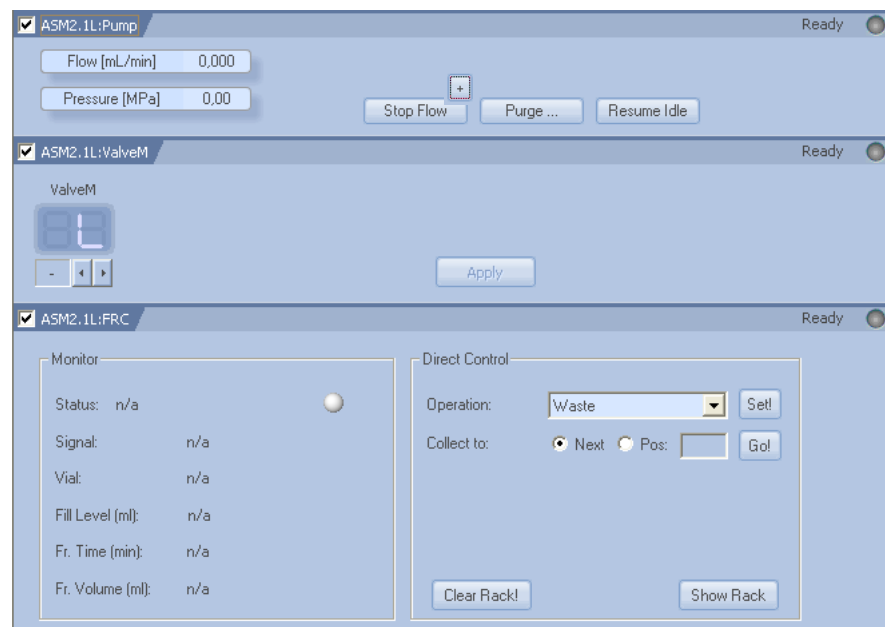 ASM2.1L:Pump Ready
Flow [mL/min] 0,000
Pressure [MPa] 0,00
+
Stop Flow Purge ... Resume Idle
ASM2.1L:ValveM Ready
ValveM
L
- Apply
ASM2.1L:FRC Ready
Monitor Direct Control
Status: n/a Operation: Waste Set!
Signal: n/a Collect to: Next Pos: Go!
Vial: n/a
Fill Level (ml): n/a
Fr. Time (min): n/a
Fr. Volume (ml): n/a Clear Rack! Show Rack